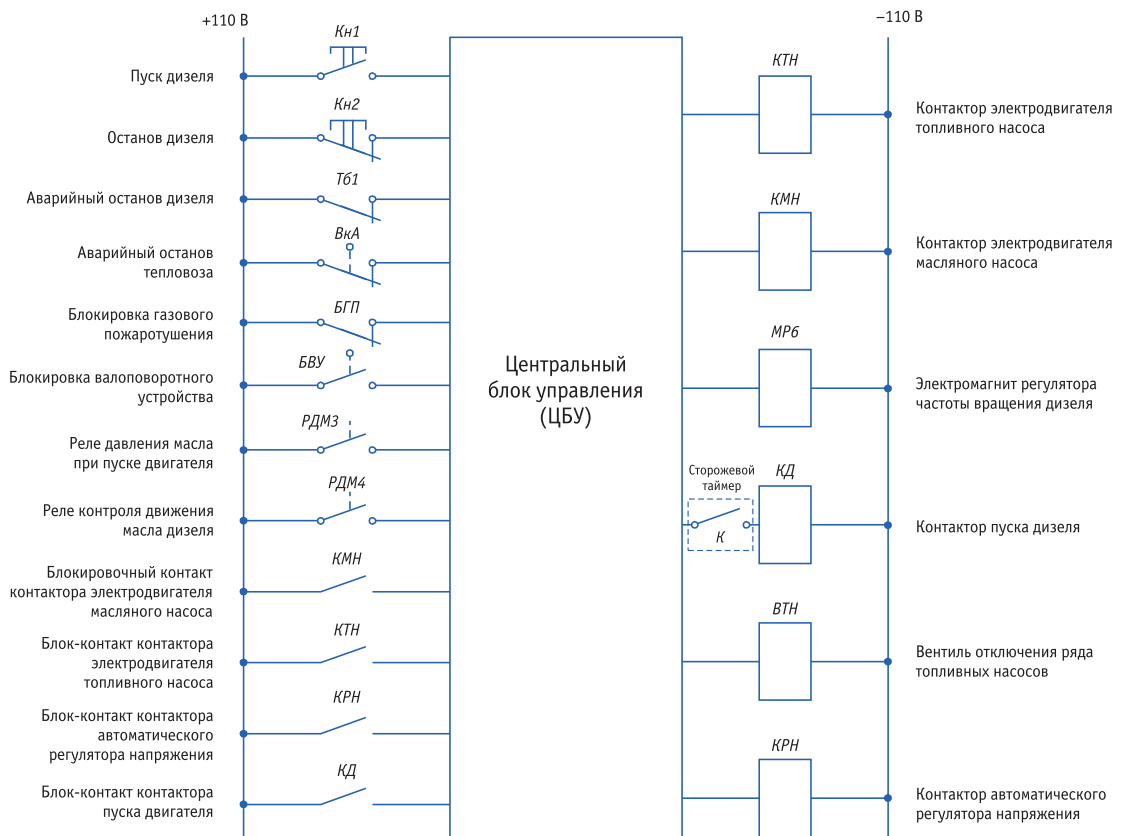 +110 В
–110 В
Кн1
Пуск дизеля
Кн2
Останов дизеля
Тб1
Аварийный останов дизеля
ВкА
Аварийный останов
тепловоза
БГП
Блокировка газового
пожаротушения
БВУ
Блокировка валоповоротного
устройства
РДМ3
Реле давления масла
при пуске двигателя
РДМ4
Реле контроля движения
масла дизеля
КМН
Блокировочный контакт
контактора электродвигателя
масляного насоса
КТН
Блок-контакт контактора
электродвигателя
топливного насоса
КРН
Блок-контакт контактора
автоматического
регулятора напряжения
КД
Блок-контакт контактора
пуска двигателя
Центральный
блок управления
(ЦБУ)
КТН
Контактор электродвигателя
топливного насоса
КМН
Контактор электродвигателя
масляного насоса
МР6
Электромагнит регулятора
частоты вращения дизеля
Сторожевой
таймер
К
КД
Контактор пуска дизеля
ВТН
Вентиль отключения ряда
топливных насосов
КРН
Контактор автоматического
регулятора напряжения